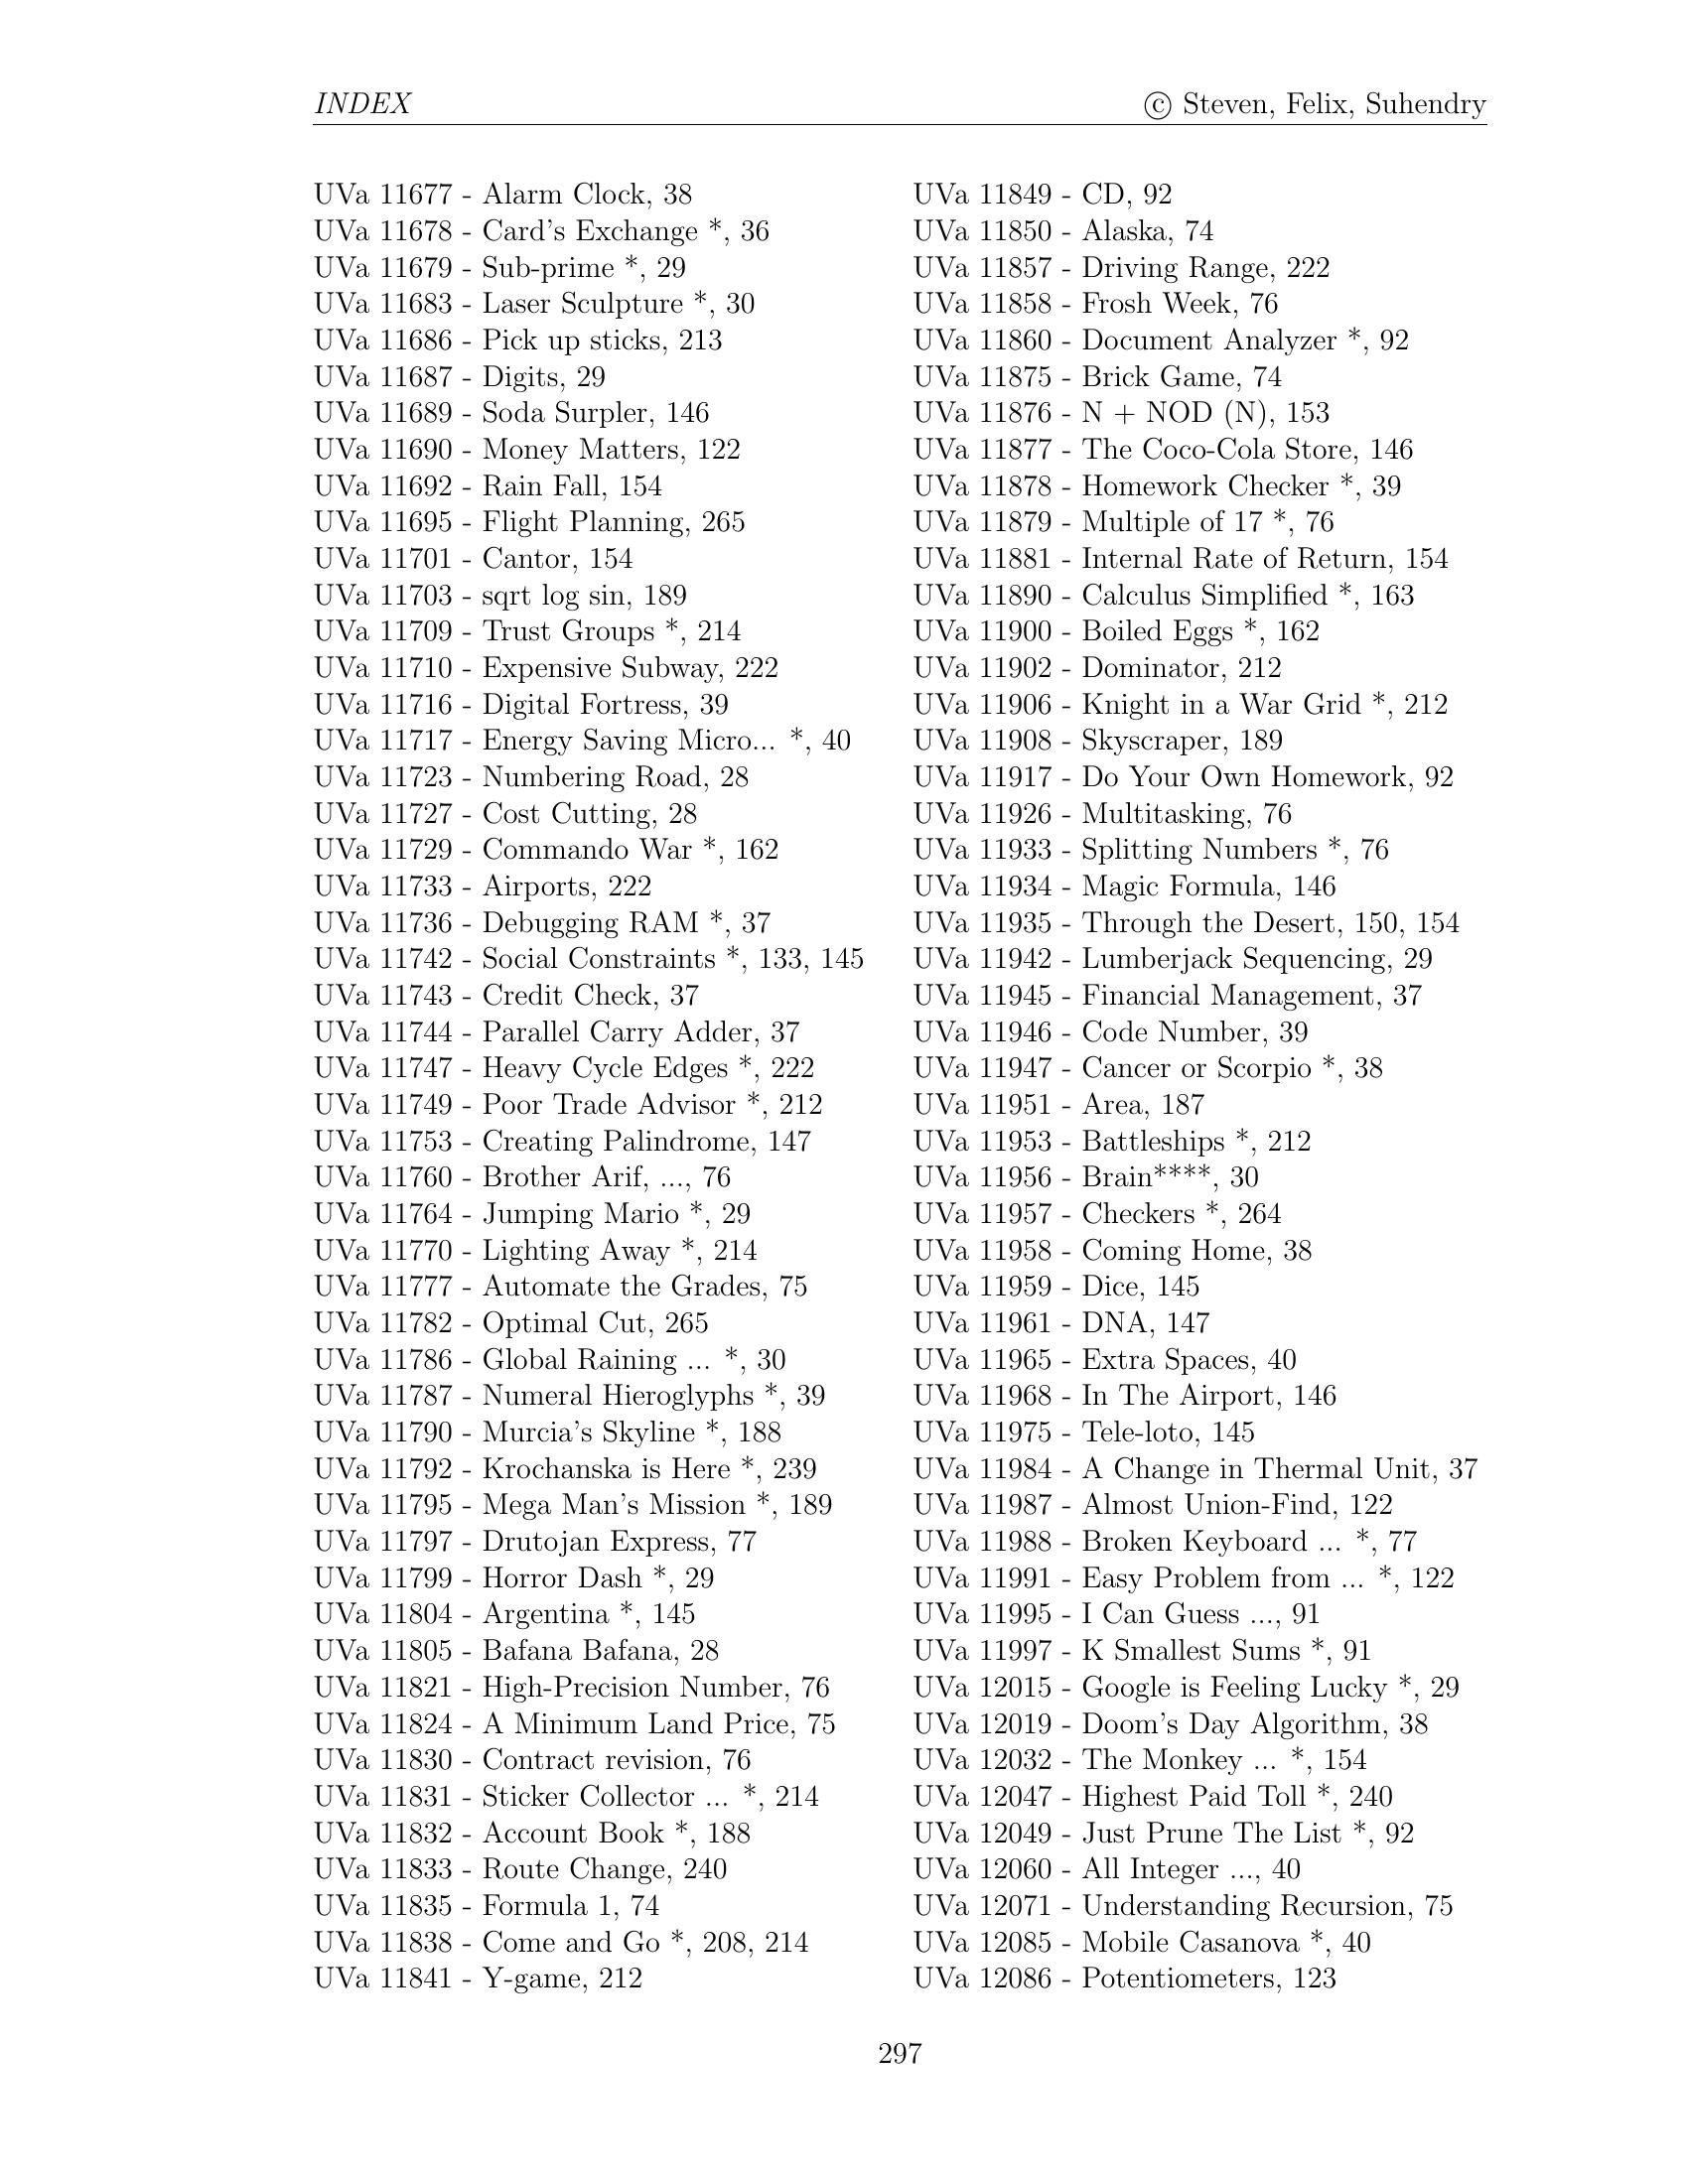 INDEX
© Steven, Felix, Suhendry
UVa 11677 - Alarm Clock, 38
UVa 11678 - Card's Exchange *, 36
UVa 11679 - Sub-prime *, 29
UVa 11683 - Laser Sculpture *, 30
UVa 11686 - Pick up sticks, 213
UVa 11687 - Digits, 29
UVa 11689 - Soda Surpler, 146
UVa 11690 - Money Matters, 122
UVa 11692 - Rain Fall, 154
UVa 11695 - Flight Planning, 265
UVa 11701 - Cantor, 154
UVa 11703 - sqrt log sin, 189
UVa 11709 - Trust Groups *, 214
UVa 11710 - Expensive Subway, 222
UVa 11716 - Digital Fortress, 39
UVa 11717 - Energy Saving Micro... *, 40
UVa 11723 - Numbering Road, 28
UVa 11727 - Cost Cutting, 28
UVa 11729 - Commando War *, 162
UVa 11733 - Airports, 222
UVa 11736 - Debugging RAM *, 37
UVa 11742 - Social Constraints *, 133, 145
UVa 11743 - Credit Check, 37
UVa 11744 - Parallel Carry Adder, 37
UVa 11747 - Heavy Cycle Edges *, 222
UVa 11749 - Poor Trade Advisor *, 212
UVa 11753 - Creating Palindrome, 147
UVa 11760 - Brother Arif, ..., 76
UVa 11764 - Jumping Mario *, 29
UVa 11770 - Lighting Away *, 214
UVa 11777 - Automate the Grades, 75
UVa 11782 - Optimal Cut, 265
UVa 11786 - Global Raining ... *, 30
UVa 11787 - Numeral Hieroglyphs *, 39
UVa 11790 - Murcia's Skyline *, 188
UVa 11792 - Krochanska is Here *, 239
UVa 11795 - Mega Man's Mission *, 189
UVa 11797 - Drutojan Express, 77
UVa 11799 - Horror Dash *, 29
UVa 11804 - Argentina *, 145
UVa 11805 - Bafana Bafana, 28
UVa 11821 - High-Precision Number, 76
UVa 11824 - A Minimum Land Price, 75
UVa 11830 - Contract revision, 76
UVa 11831 - Sticker Collector ... *, 214
UVa 11832 - Account Book *, 188
UVa 11833 - Route Change, 240
UVa 11835 - Formula 1, 74
UVa 11838 - Come and Go *, 208, 214
UVa 11841 - Y-game, 212
UVa 11849 - CD, 92
UVa 11850 - Alaska, 74
UVa 11857 - Driving Range, 222
UVa 11858 - Frosh Week, 76
UVa 11860 - Document Analyzer *, 92
UVa 11875 - Brick Game, 74
UVa 11876 - N + NOD (N), 153
UVa 11877 - The Coco-Cola Store, 146
UVa 11878 - Homework Checker *, 39
UVa 11879 - Multiple of 17 *, 76
UVa 11881 - Internal Rate of Return, 154
UVa 11890 - Calculus Simplified *, 163
UVa 11900 - Boiled Eggs *, 162
UVa 11902 - Dominator, 212
UVa 11906 - Knight in a War Grid *, 212
UVa 11908 - Skyscraper, 189
UVa 11917 - Do Your Own Homework, 92
UVa 11926 - Multitasking, 76
UVa 11933 - Splitting Numbers *, 76
UVa 11934 - Magic Formula, 146
UVa 11935 - Through the Desert, 150, 154
UVa 11942 - Lumberjack Sequencing, 29
UVa 11945 - Financial Management, 37
UVa 11946 - Code Number, 39
UVa 11947 - Cancer or Scorpio *, 38
UVa 11951 - Area, 187
UVa 11953 - Battleships *, 212
UVa 11956 - Brain****, 30
UVa 11957 - Checkers *, 264
UVa 11958 - Coming Home, 38
UVa 11959 - Dice, 145
UVa 11961 - DNA, 147
UVa 11965 - Extra Spaces, 40
UVa 11968 - In The Airport, 146
UVa 11975 - Tele-loto, 145
UVa 11984 - A Change in Thermal Unit, 37
UVa 11987 - Almost Union-Find, 122
UVa 11988 - Broken Keyboard ... *, 77
UVa 11991 - Easy Problem from ... *, 122
UVa 11995 - I Can Guess ..., 91
UVa 11997 - K Smallest Sums *, 91
UVa 12015 - Google is Feeling Lucky *, 29
UVa 12019 - Doom's Day Algorithm, 38
UVa 12032 - The Monkey ... *, 154
UVa 12047 - Highest Paid Toll *, 240
UVa 12049 - Just Prune The List *, 92
UVa 12060 - All Integer ..., 40
UVa 12071 - Understanding Recursion, 75
UVa 12085 - Mobile Casanova *, 40
UVa 12086 - Potentiometers, 123
297